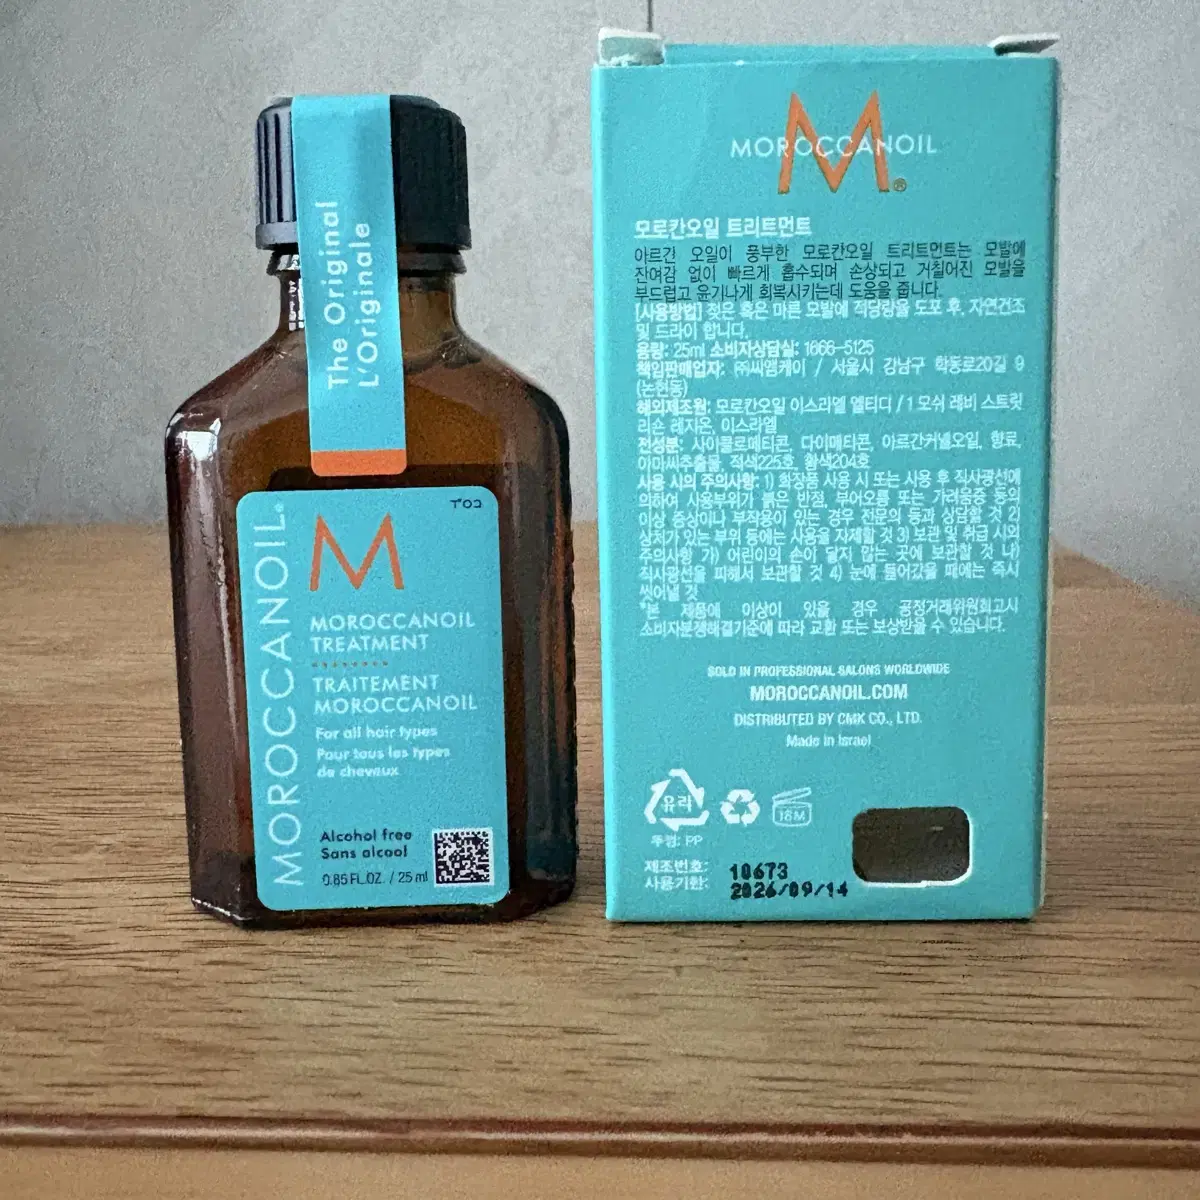 The Original
L'Originale
MOROCCANOIL®
כוסד
M
MOROCCANOIL
TREATMENT
TRAITEMENT
MOROCCANOIL
For all hair types
Pour tous les types
de cheveux
Alcohol free
Sans alcool
0.85 FL.OZ. / 25 ml
M
MOROCCANOIL
®
모로칸오일 트리트먼트
아르간 오일이 풍부한 모로칸오일 트리트먼트는 모발에
잔여감 없이 빠르게 흡수되며 손상되고 거칠어진 모발을
부드럽고 윤기나게 회복시키는데 도움을 줍니다.
[사용방법] 젖은 혹은 마른 모발에 적당량을 도포 후, 자연건조
및 드라이 합니다.
용량: 25ml 소비자상담실: 1666-5125
책임판매업자: ㈜씨앰케이 / 서울시 강남구 학동로20길 9
(논현동)
해외제조원: 모로칸오일 이스라엘 엘티디 / 1 모쉬 레비 스트릿
리숀 레지온, 이스라엘
전성분: 사이클로메티콘, 다이메티콘, 아르간커넬오일, 향료,
아마씨추출물, 적색225호, 황색204호
사용 시의 주의사항: 1) 화장품 사용 시 또는 사용 후 직사광선에
의하여 사용부위가 붉은 반점, 부어오름 또는 가려움증 등의
이상 증상이나 부작용이 있는 경우 전문의 등과 상담할 것 2)
상처가 있는 부위 등에는 사용을 자제할 것 3) 보관 및 취급 시의
주의사항 가) 어린이의 손이 닿지 않는 곳에 보관할 것 나)
직사광선을 피해서 보관할 것 4) 눈에 들어갔을 때에는 즉시
씻어낼 것
*본 제품에 이상이 있을 경우 공정거래위원회고시
소비자분쟁해결기준에 따라 교환 또는 보상받을 수 있습니다.
SOLD IN PROFESSIONAL SALONS WORLDWIDE
MOROCCANOIL.COM
DISTRIBUTED BY CMK CO., LTD.
Made in Israel
유리
18M
뚜껑: PP
제조번호: 10673
사용기한: 2026/09/14